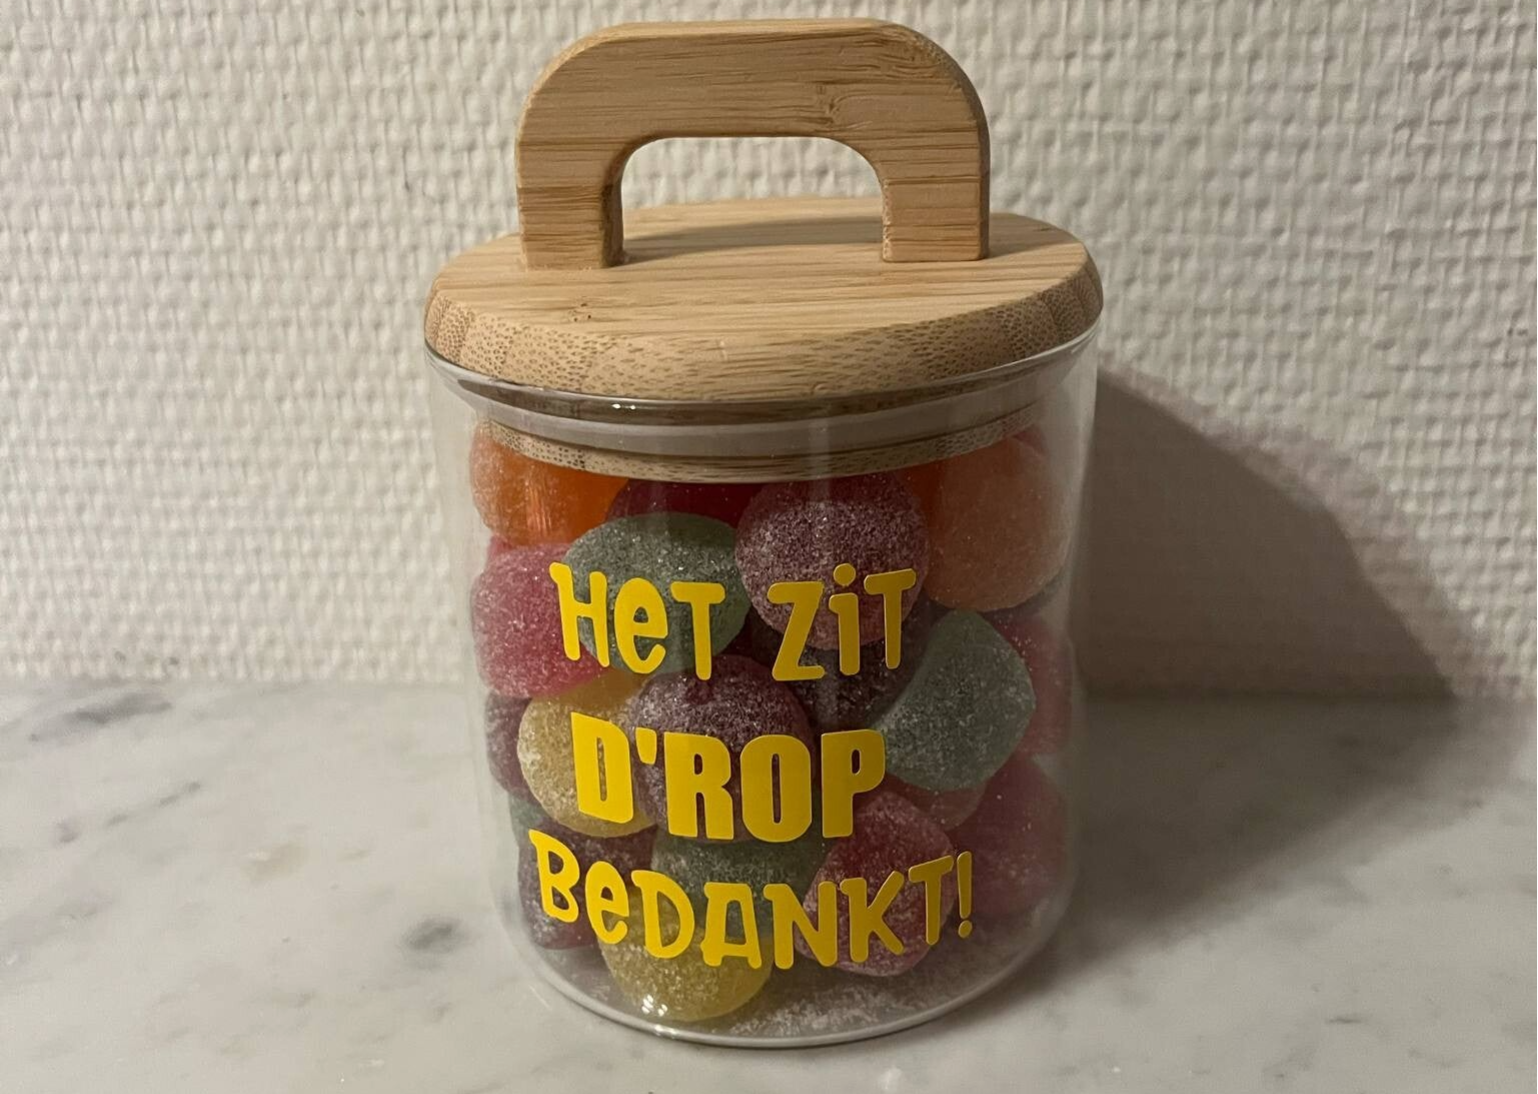 HeT ZiT
D'ROP
BeDANKT!